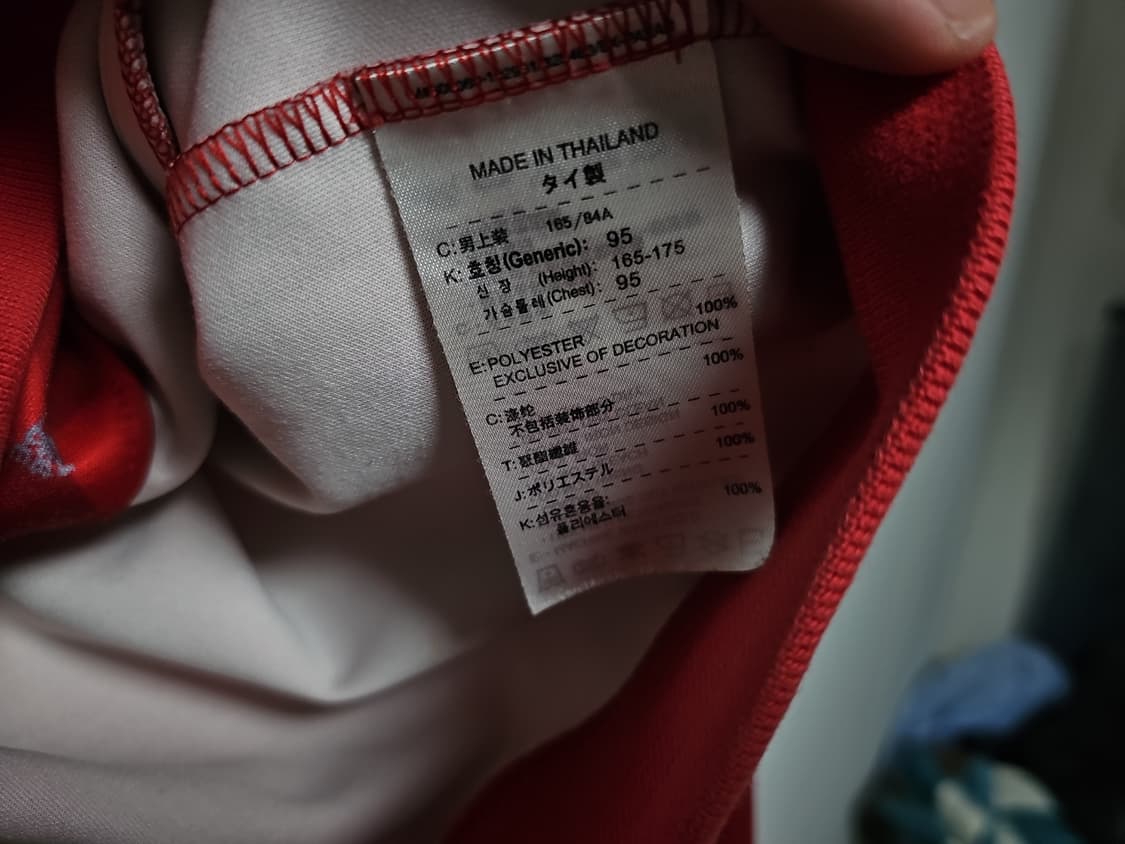 MADE IN THAILAND
タイ製
C:男上装 165/84A
K: 호칭(Generic): 95
신 장 (Height): 165-175
가슴둘레(Chest): 95
100%
E:POLYESTER
EXCLUSIVE OF DECORATION
100%
C:涤纶
不包括装饰部分
100%
T:聚酯纖維
100%
J:ポリエステル
100%
K:섬유혼용율:
폴리에스터